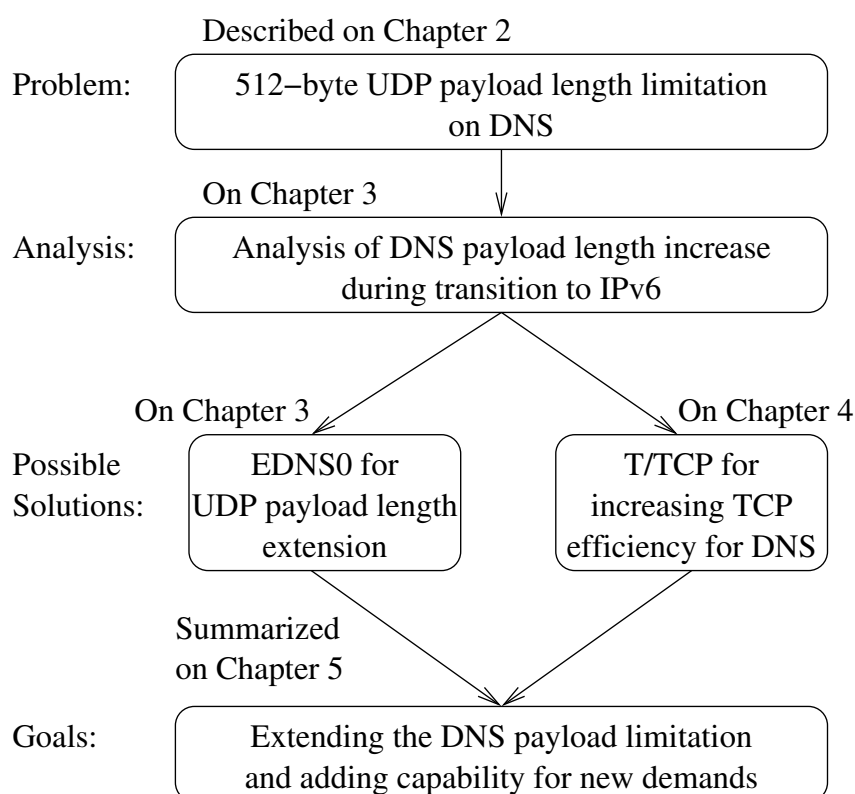 Described on Chapter 2
Problem:
512−byte UDP payload length limitation
on DNS
On Chapter 3
Analysis:
Analysis of DNS payload length increase
during transition to IPv6
On Chapter 3
On Chapter 4
Possible
Solutions:
EDNS0 for
UDP payload length
extension
T/TCP for
increasing TCP
efficiency for DNS
Summarized
on Chapter 5
Goals:
Extending the DNS payload limitation
and adding capability for new demands